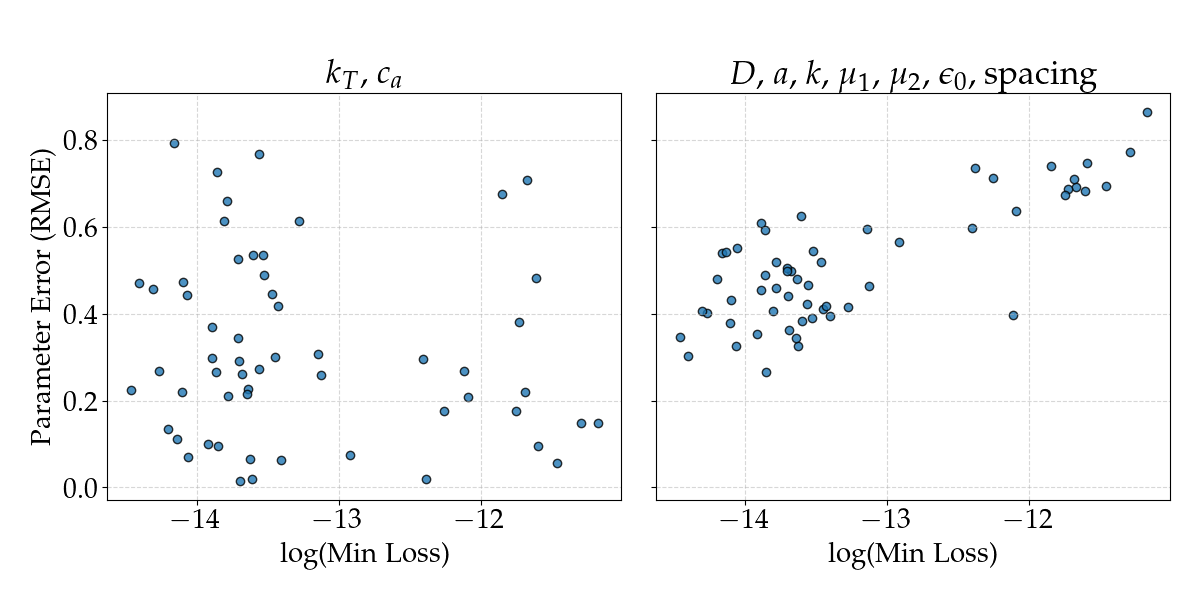 k_T, c_a
D, a, k, μ_1, μ_2, ϵ_0, spacing
Parameter Error (RMSE)
0.8
0.6
0.4
0.2
0.0
−14
−13
−12
−14
−13
−12
log(Min Loss)
log(Min Loss)